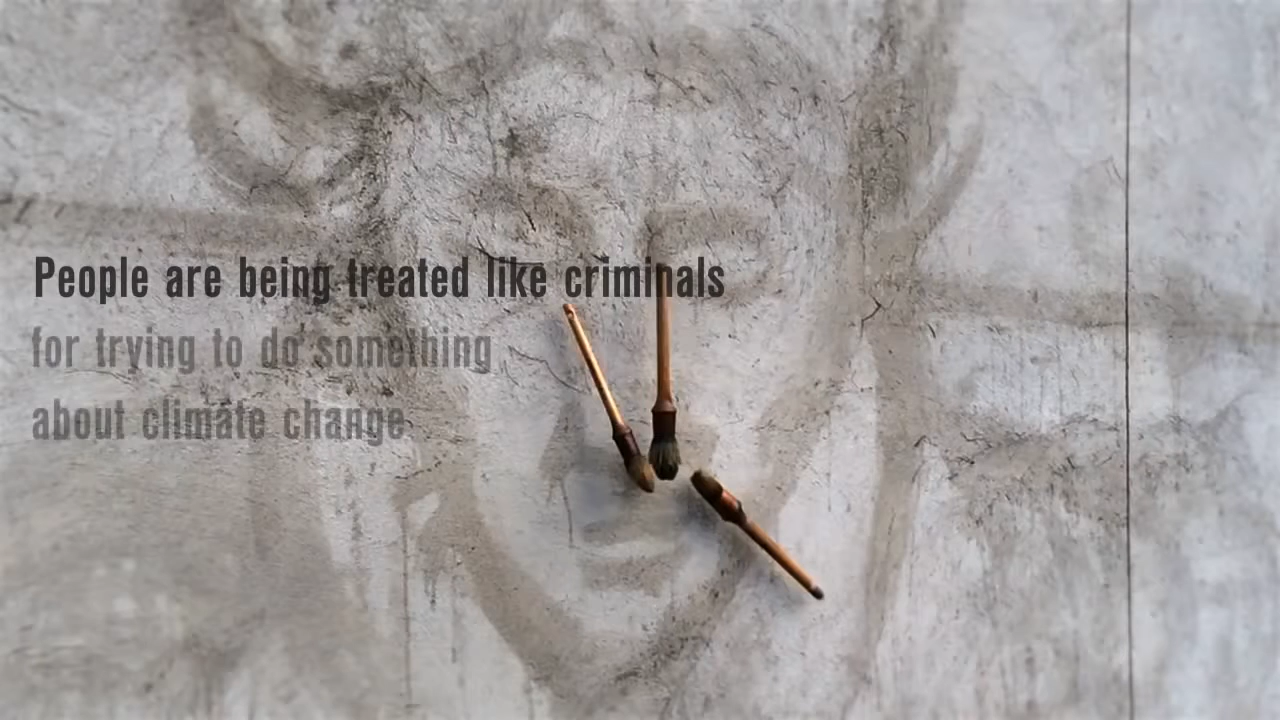 People are being treated like criminals
for trying to do something
about climate change